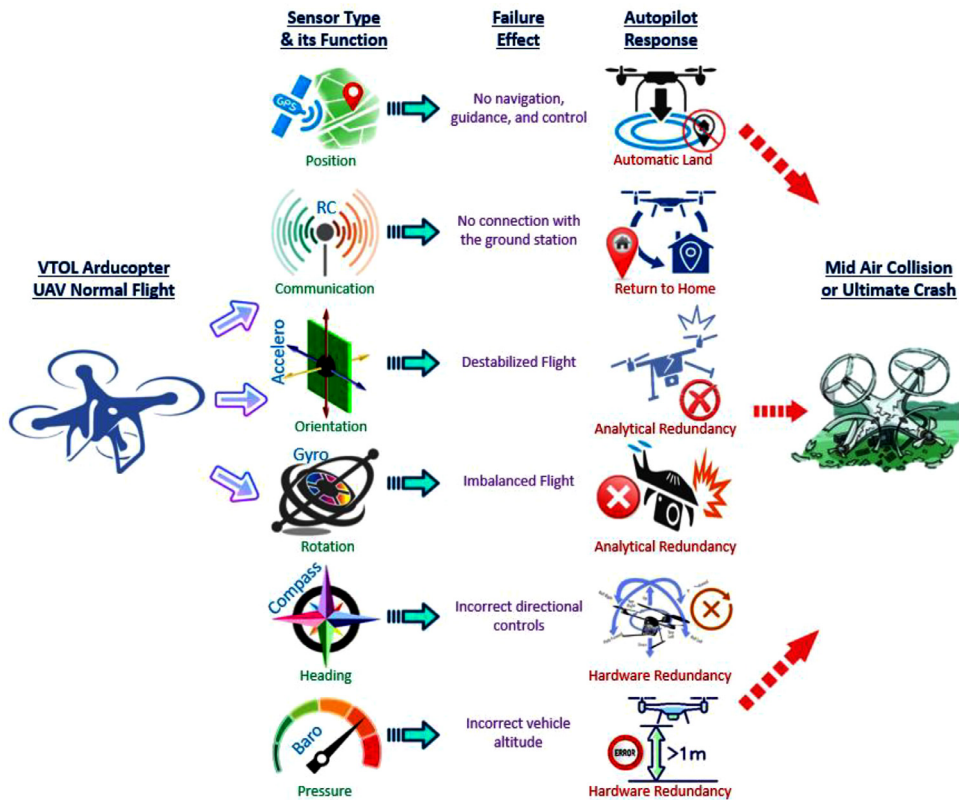 Sensor Type
& its Function
Failure
Effect
Autopilot
Response
GPS
Position
No navigation,
guidance, and control
Automatic Land
RC
Communication
No connection with
the ground station
Return to Home
VTOL Arducopter
UAV Normal Flight
Mid Air Collision
or Ultimate Crash
Accelero
Orientation
Destabilized Flight
Analytical Redundancy
Gyro
Rotation
Imbalanced Flight
Analytical Redundancy
Compass
Heading
Incorrect directional
controls
Hardware Redundancy
Baro
Pressure
Incorrect vehicle
altitude
ERROR
>1m
Hardware Redundancy